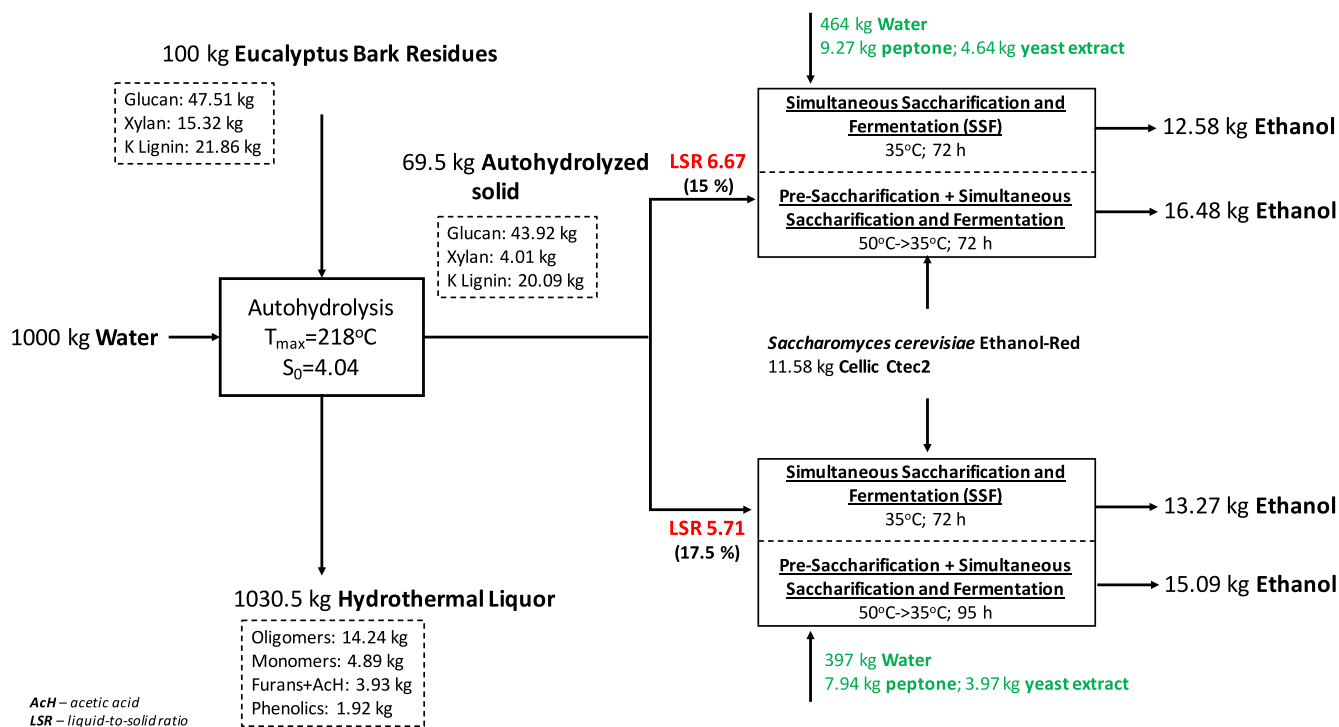 100 kg Eucalyptus Bark Residues
Glucan: 47.51 kg
Xylan: 15.32 kg
K Lignin: 21.86 kg
1000 kg Water
Autohydrolysis
Tmax=218ºC
S0=4.04
69.5 kg Autohydrolyzed
solid
Glucan: 43.92 kg
Xylan: 4.01 kg
K Lignin: 20.09 kg
1030.5 kg Hydrothermal Liquor
Oligomers: 14.24 kg
Monomers: 4.89 kg
Furans+AcH: 3.93 kg
Phenolics: 1.92 kg
AcH – acetic acid
LSR – liquid-to-solid ratio
LSR 6.67
(15 %)
464 kg Water
9.27 kg peptone; 4.64 kg yeast extract
Simultaneous Saccharification and
Fermentation (SSF)
35ºC; 72 h
12.58 kg Ethanol
Pre-Saccharification + Simultaneous
Saccharification and Fermentation
50ºC->35ºC; 72 h
16.48 kg Ethanol
Saccharomyces cerevisiae Ethanol-Red
11.58 kg Cellic Ctec2
LSR 5.71
(17.5 %)
Simultaneous Saccharification and
Fermentation (SSF)
35ºC; 72 h
13.27 kg Ethanol
Pre-Saccharification + Simultaneous
Saccharification and Fermentation
50ºC->35ºC; 95 h
15.09 kg Ethanol
397 kg Water
7.94 kg peptone; 3.97 kg yeast extract